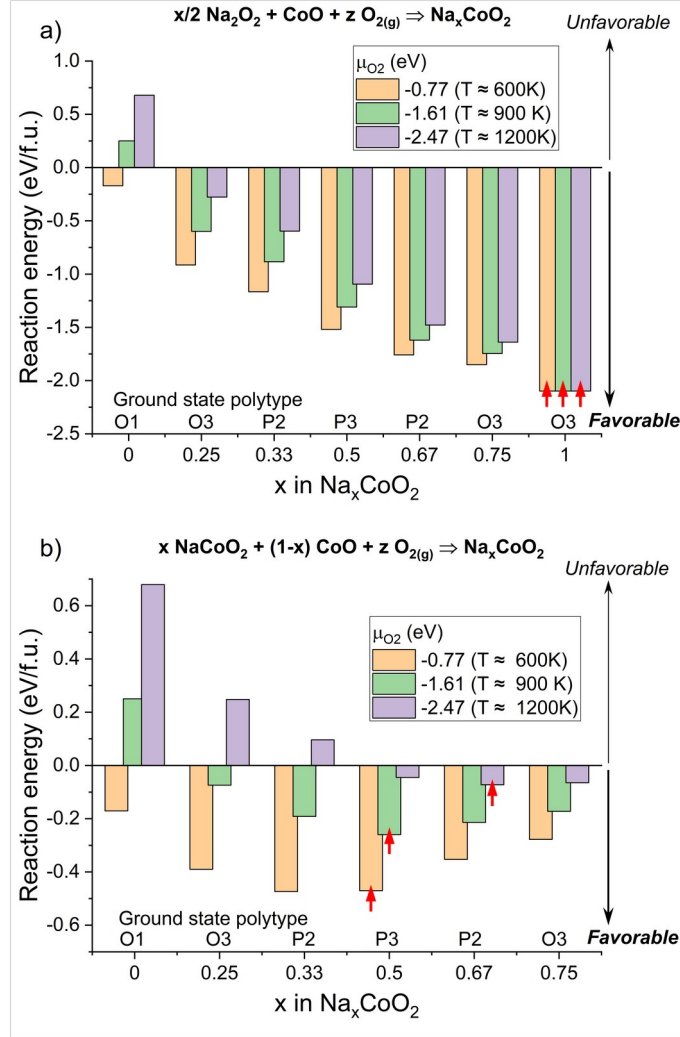 a)
x/2 Na₂O₂ + CoO + z O₂₍g₎ ⇒ NaₓCoO₂
Unfavorable
μO2 (eV)
-0.77 (T ≈ 600K)
-1.61 (T ≈ 900 K)
-2.47 (T ≈ 1200K)
Reaction energy (eV/f.u.)
1.0
0.5
0.0
-0.5
-1.0
-1.5
-2.0
-2.5
Ground state polytype
O1 O3 P2 P3 P2 O3 O3
Favorable
0 0.25 0.33 0.5 0.67 0.75 1
x in NaₓCoO₂
b)
x NaCoO₂ + (1-x) CoO + z O₂₍g₎ ⇒ NaₓCoO₂
Unfavorable
μO2 (eV)
-0.77 (T ≈ 600K)
-1.61 (T ≈ 900 K)
-2.47 (T ≈ 1200K)
Reaction energy (eV/f.u.)
0.6
0.4
0.2
0.0
-0.2
-0.4
-0.6
Ground state polytype
O1 O3 P2 P3 P2 O3
Favorable
0 0.25 0.33 0.5 0.67 0.75
x in NaₓCoO₂